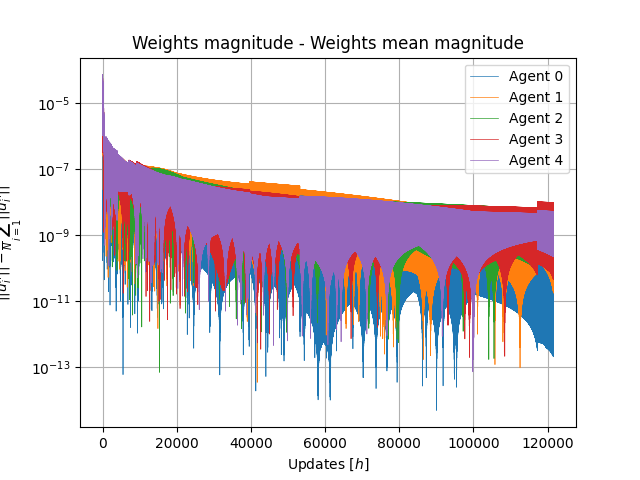 Weights magnitude - Weights mean magnitude
Agent 0
Agent 1
Agent 2
Agent 3
Agent 4
10⁻⁵
10⁻⁷
10⁻⁹
10⁻¹¹
10⁻¹³
0 20000 40000 60000 80000 100000 120000
Updates [h]